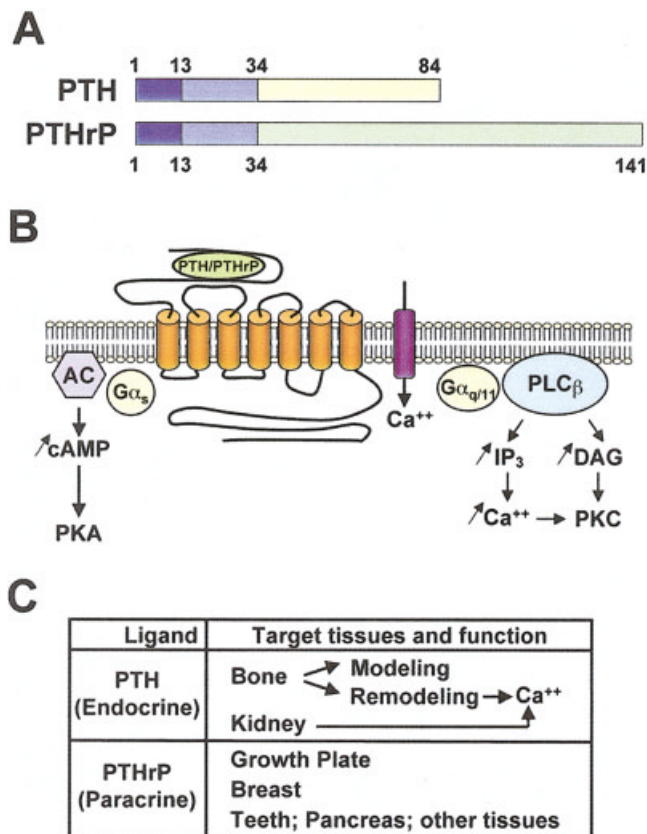 A
1 13 34 84
PTH
PTHrP
1 13 34 141
B
PTH/PTHrP
AC
Gαs
Ca++
Gαq/11
PLCβ
cAMP
IP3
DAG
PKA
Ca++
PKC
C
Ligand
Target tissues and function
PTH
(Endocrine)
Bone
Modeling
Remodeling
Ca++
Kidney
PTHrP
(Paracrine)
Growth Plate
Breast
Teeth; Pancreas; other tissues